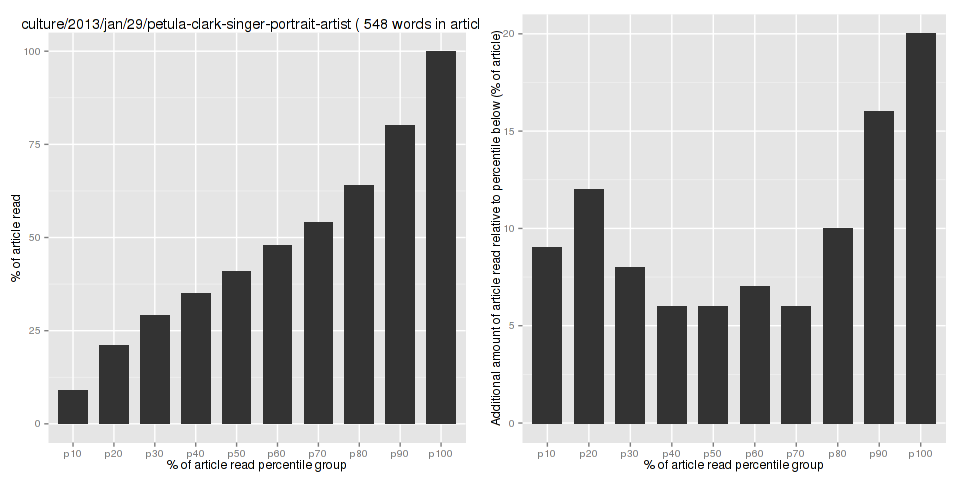 culture/2013/jan/29/petula-clark-singer-portrait-artist ( 548 words in articl
% of article read
100
75
50
25
0
p10 p20 p30 p40 p50 p60 p70 p80 p90 p100
% of article read percentile group
Additional amount of article read relative to percentile below (% of article)
20
15
10
5
0
p10 p20 p30 p40 p50 p60 p70 p80 p90 p100
% of article read percentile group